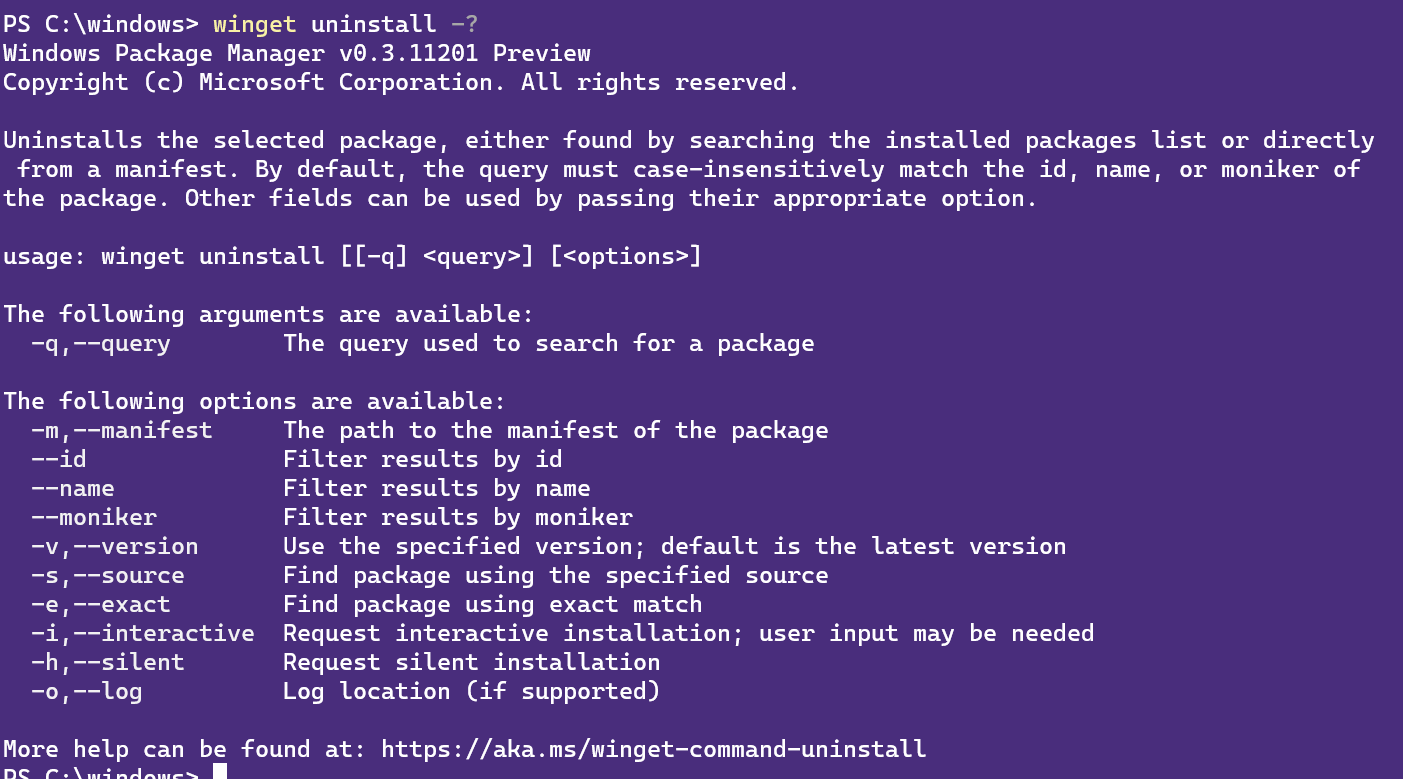 PS C:\windows> winget uninstall -?
Windows Package Manager v0.3.11201 Preview
Copyright (c) Microsoft Corporation. All rights reserved.

Uninstalls the selected package, either found by searching the installed packages list or directly
 from a manifest. By default, the query must case-insensitively match the id, name, or moniker of
the package. Other fields can be used by passing their appropriate option.

usage: winget uninstall [[-q] <query>] [<options>]

The following arguments are available:
  -q,--query        The query used to search for a package

The following options are available:
  -m,--manifest     The path to the manifest of the package
  --id              Filter results by id
  --name            Filter results by name
  --moniker         Filter results by moniker
  -v,--version      Use the specified version; default is the latest version
  -s,--source       Find package using the specified source
  -e,--exact        Find package using exact match
  -i,--interactive  Request interactive installation; user input may be needed
  -h,--silent       Request silent installation
  -o,--log          Log location (if supported)

More help can be found at: https://aka.ms/winget-command-uninstall
PS C:\windows>